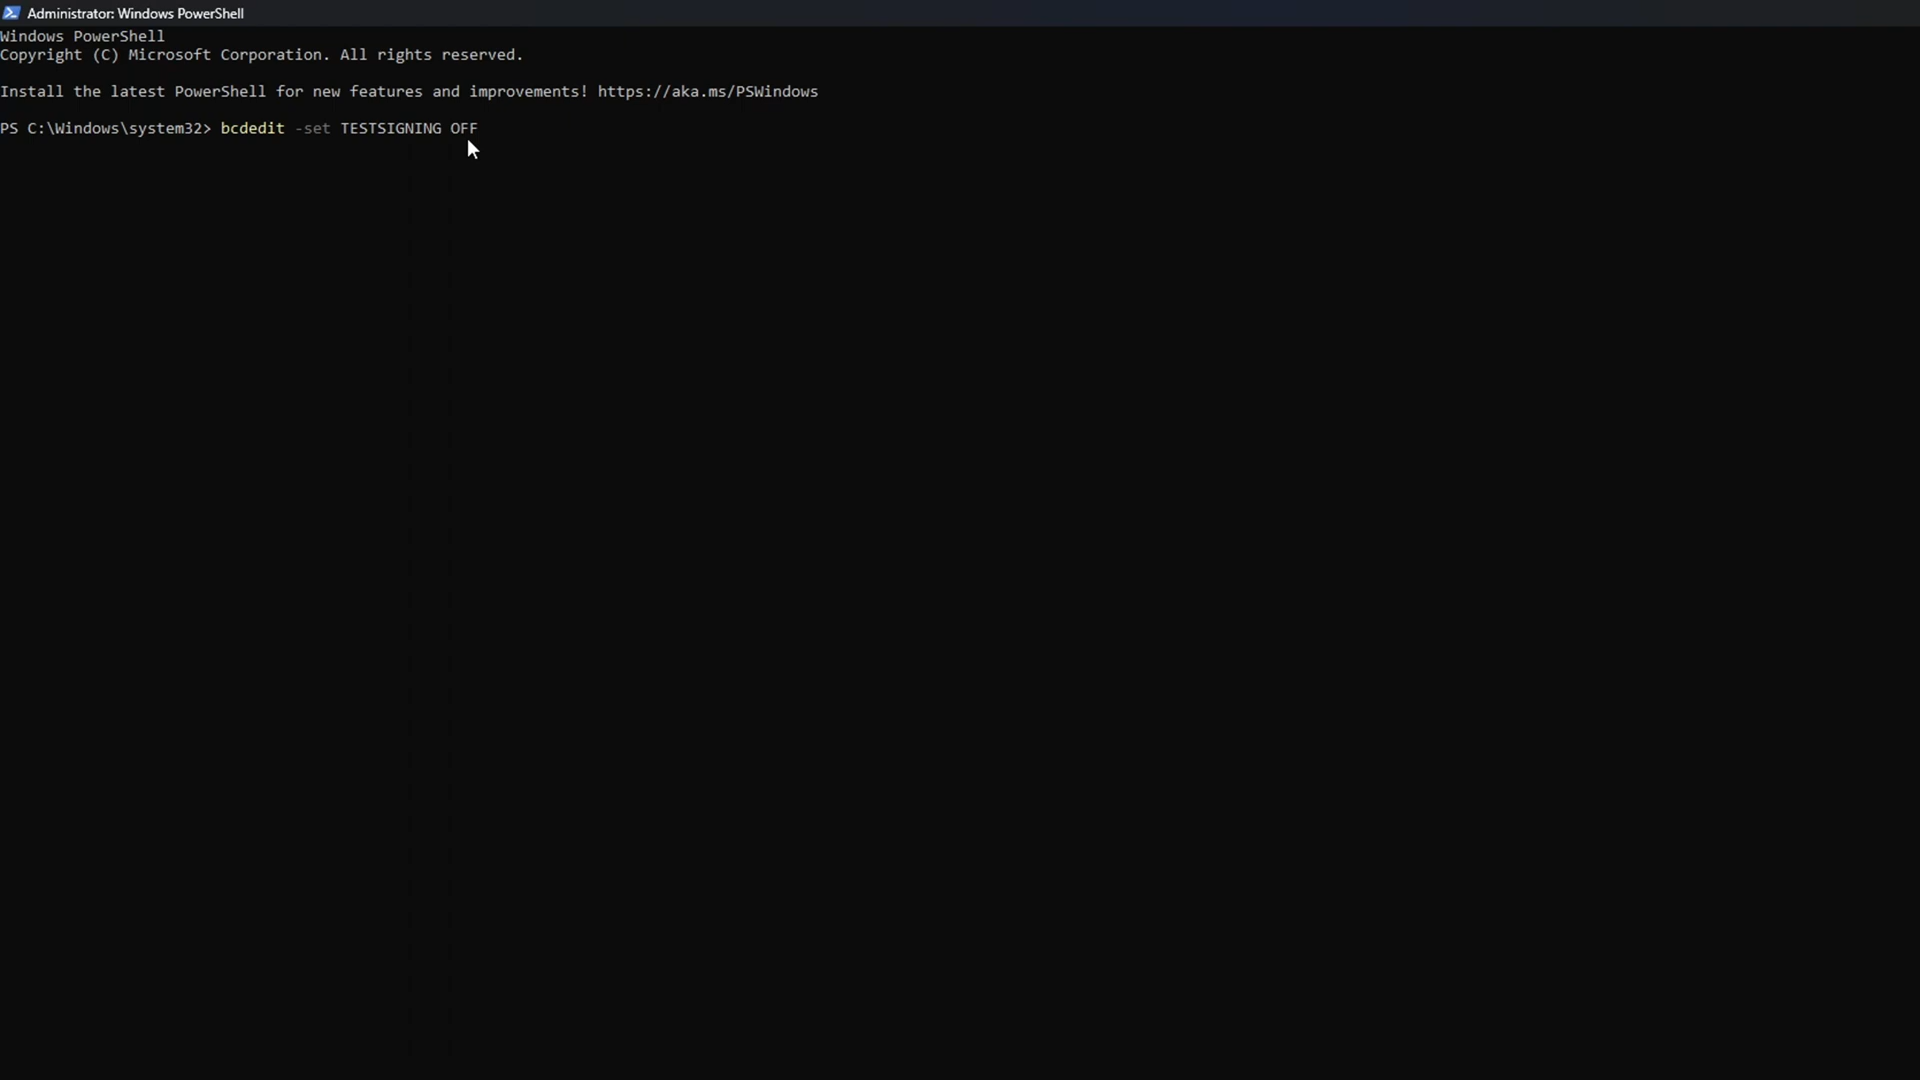 Administrator: Windows PowerShell
Windows PowerShell
Copyright (C) Microsoft Corporation. All rights reserved.
Install the latest PowerShell for new features and improvements! https://aka.ms/PSWindows
PS C:\Windows\system32> bcdedit -set TESTSIGNING OFF